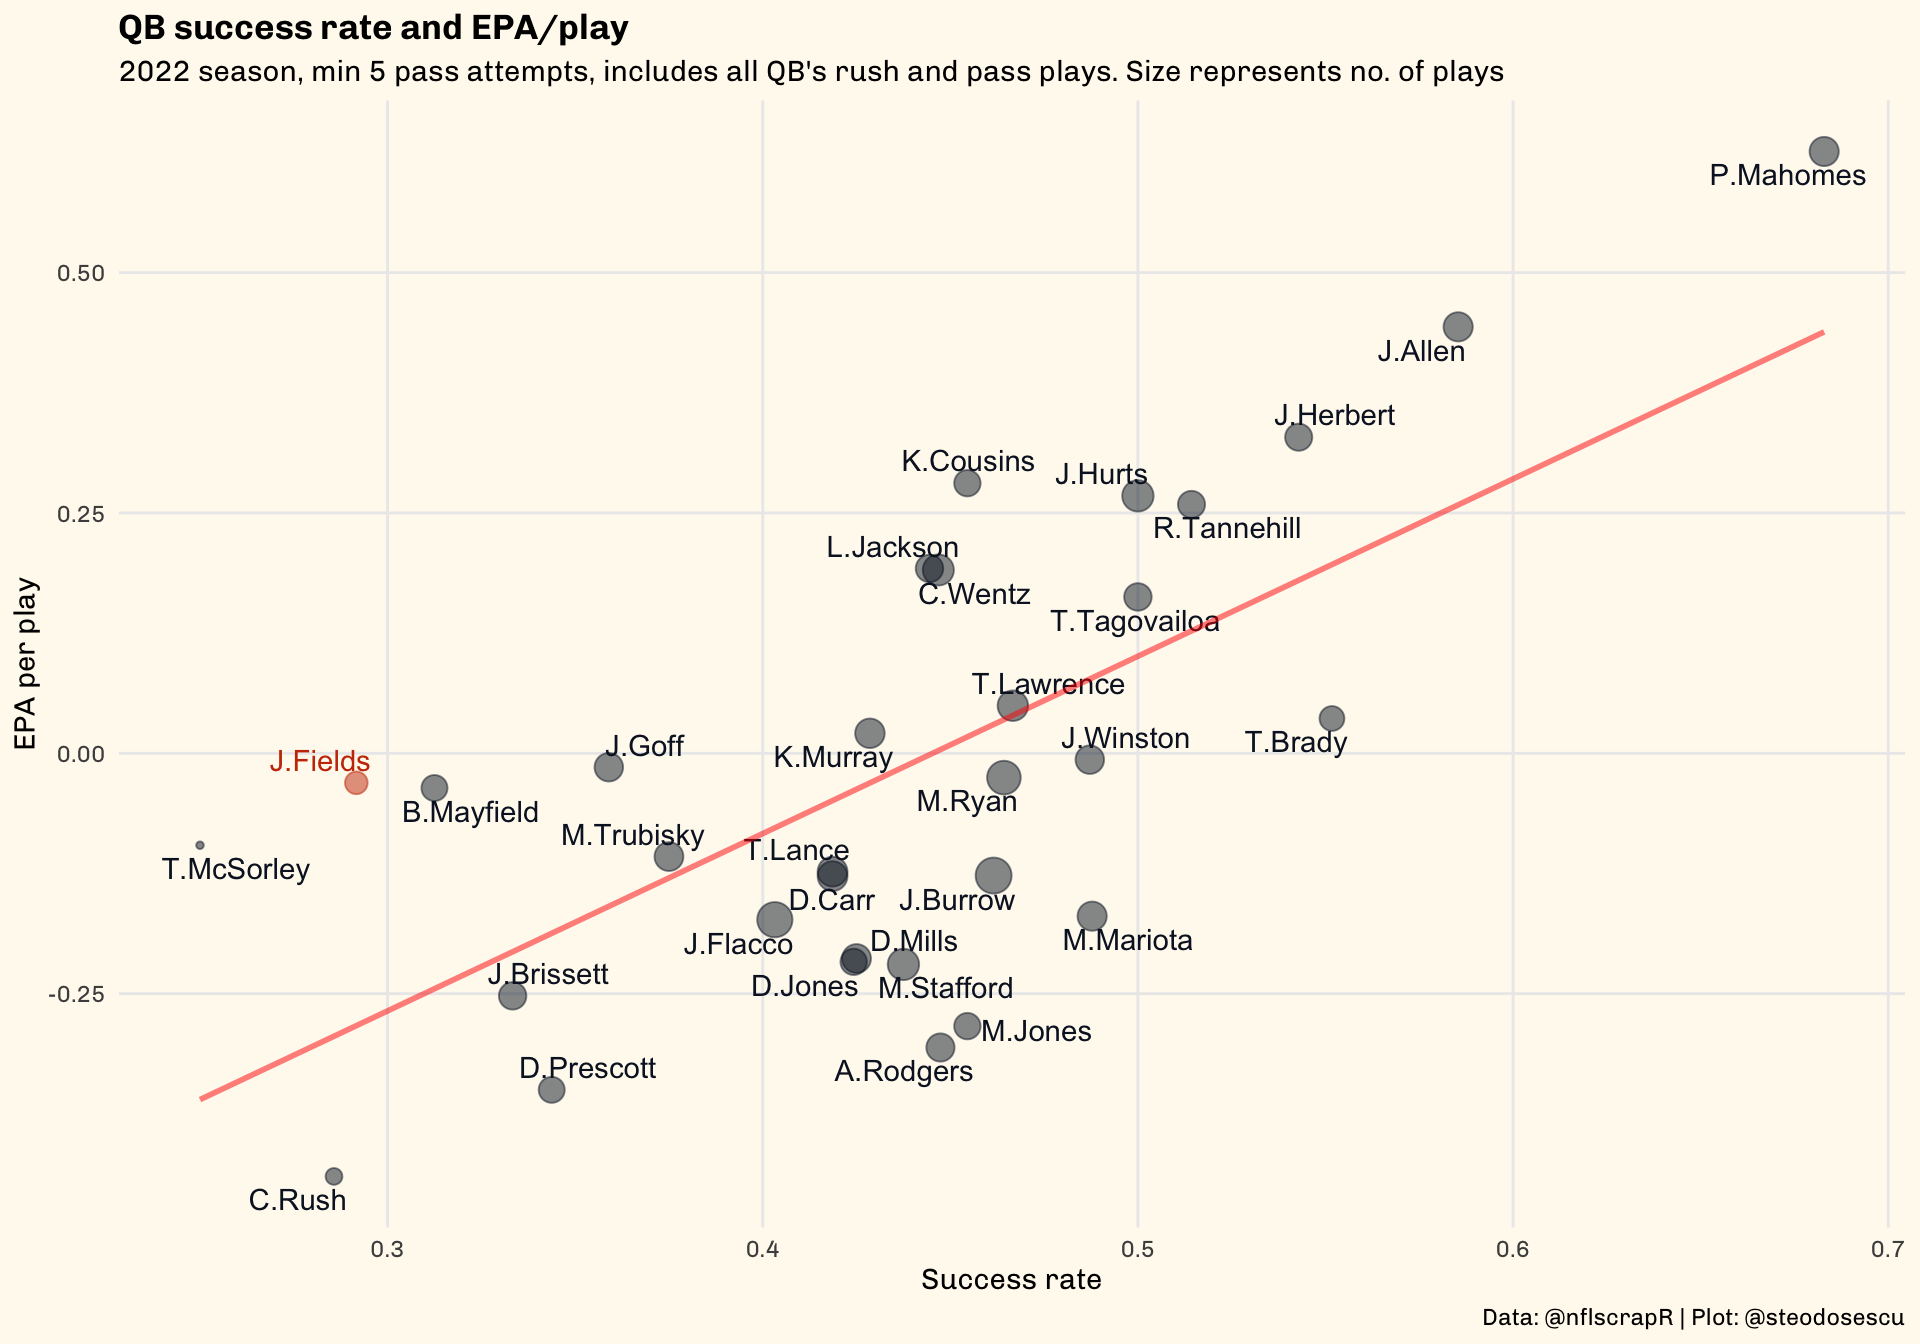 QB success rate and EPA/play
2022 season, min 5 pass attempts, includes all QB's rush and pass plays. Size represents no. of plays
P.Mahomes
0.50
J.Allen
J.Herbert
K.Cousins
J.Hurts
0.25
R.Tannehill
L.Jackson
C.Wentz
T.Tagovailoa
EPA per play
T.Lawrence
J.Winston
T.Brady
0.00
J.Goff
K.Murray
J.Fields
M.Ryan
B.Mayfield
M.Trubisky
T.Lance
T.McSorley
D.Carr
J.Burrow
M.Mariota
J.Flacco
D.Mills
J.Brissett
D.Jones
M.Stafford
-0.25
M.Jones
D.Prescott
A.Rodgers
C.Rush
0.3
0.4
0.5
0.6
0.7
Success rate
Data: @nflscrapR | Plot: @steodosescu